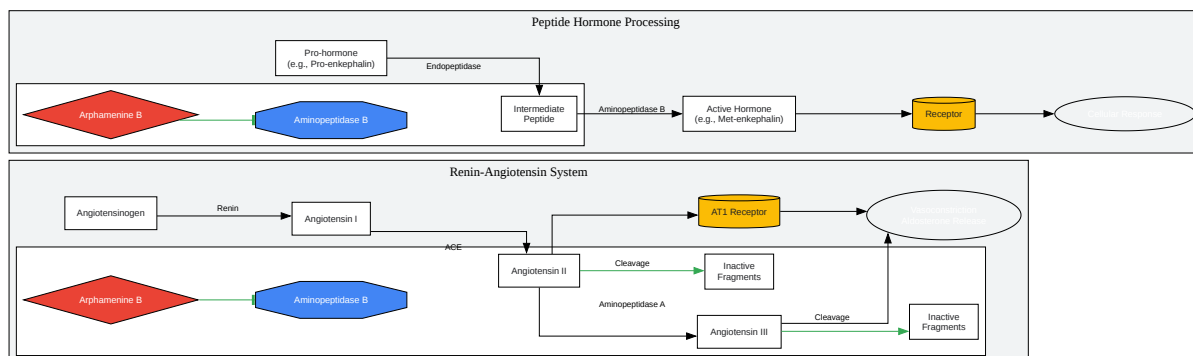 Peptide Hormone Processing
Pro-hormone
(e.g., Pro-enkephalin)
Endopeptidase
Arphamenine B
Aminopeptidase B
Intermediate
Peptide
Aminopeptidase B
Active Hormone
(e.g., Met-enkephalin)
Receptor
Cellular Response
Renin-Angiotensin System
Angiotensinogen
Renin
Angiotensin I
ACE
AT1 Receptor
Arphamenine B
Aminopeptidase B
Angiotensin II
Cleavage
Inactive
Fragments
Aminopeptidase A
Angiotensin III
Cleavage
Inactive
Fragments